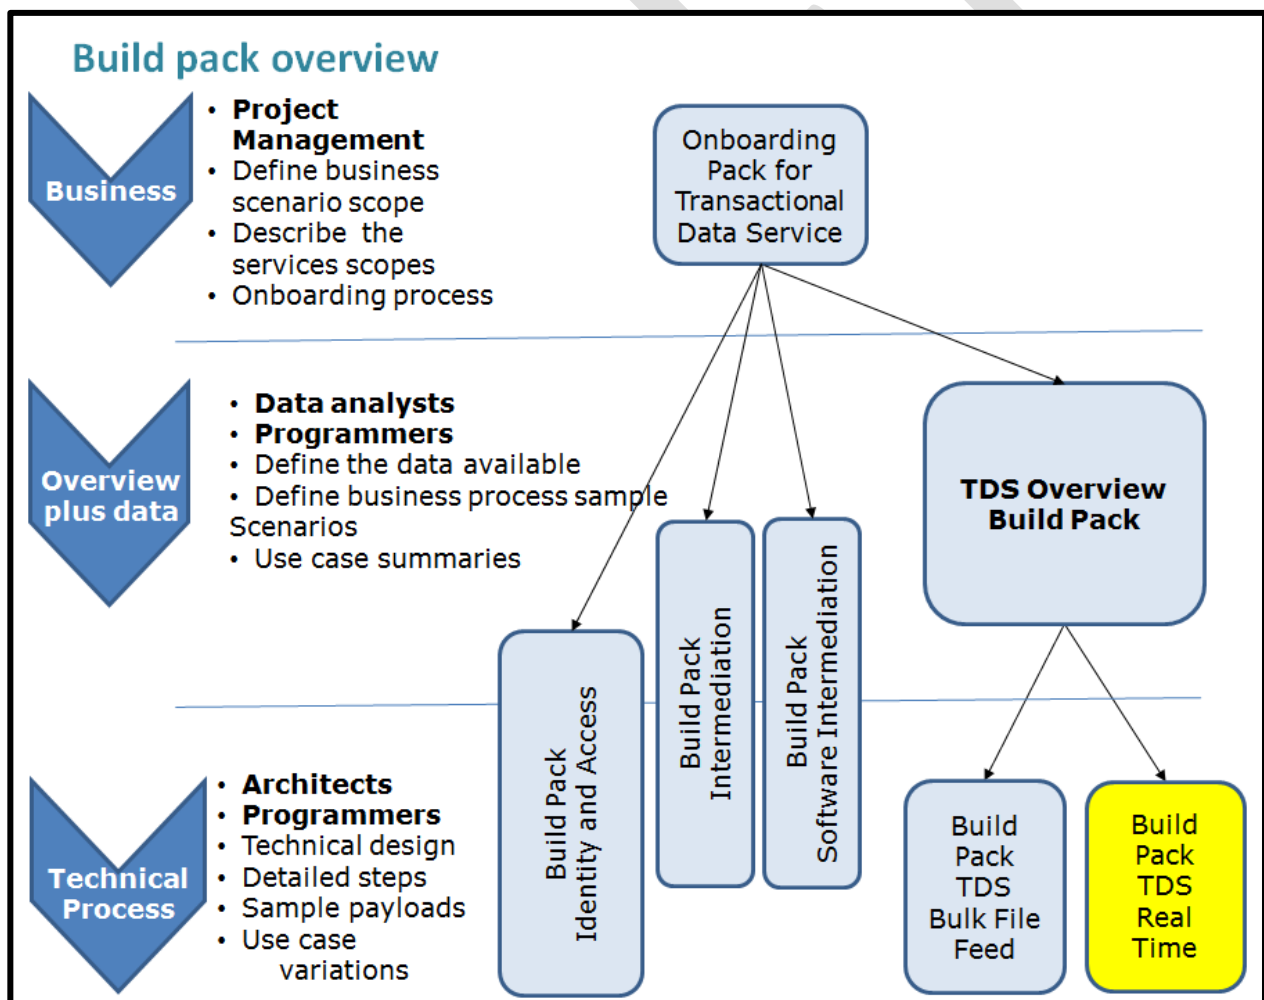 Build pack overview
Business
• Project
Management
• Define business
scenario scope
• Describe the
services scopes
• Onboarding process
Onboarding
Pack for
Transactional
Data Service
Overview
plus data
• Data analysts
• Programmers
• Define the data available
• Define business process sample
Scenarios
• Use case summaries
TDS Overview
Build Pack
Build Pack
Identity and Access
Build Pack
Intermediation
Build Pack
Software Intermediation
Technical
Process
• Architects
• Programmers
• Technical design
• Detailed steps
• Sample payloads
• Use case
variations
Build
Pack
TDS
Bulk File
Feed
Build
Pack
TDS
Real
Time